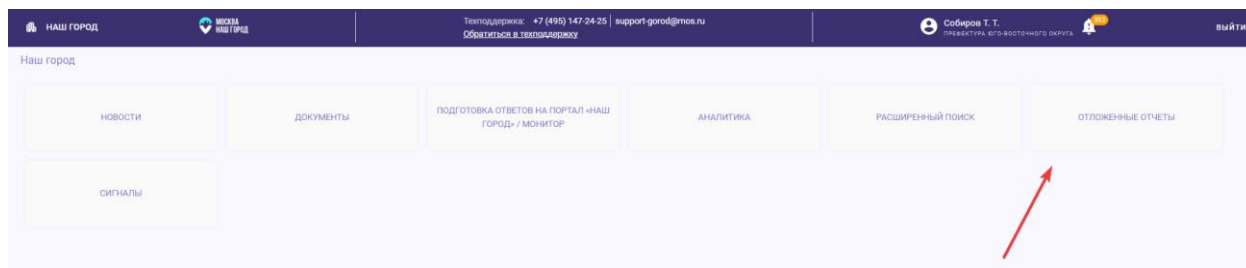 НАШ ГОРОД
МОСКВА
НАШ ГОРОД
Техподдержка: +7 (495) 147-24-25 | support-gorod@mos.ru
Обратиться в техподдержку
Собиров Т. Т.
ПРЕФЕКТУРА ЮГО-ВОСТОЧНОГО ОКРУГА
ВЫЙТИ
Наш город
НОВОСТИ
ДОКУМЕНТЫ
ПОДГОТОВКА ОТВЕТОВ НА ПОРТАЛ «НАШ
ГОРОД» / МОНИТОР
АНАЛИТИКА
РАСШИРЕННЫЙ ПОИСК
ОТЛОЖЕННЫЕ ОТЧЕТЫ
СИГНАЛЫ